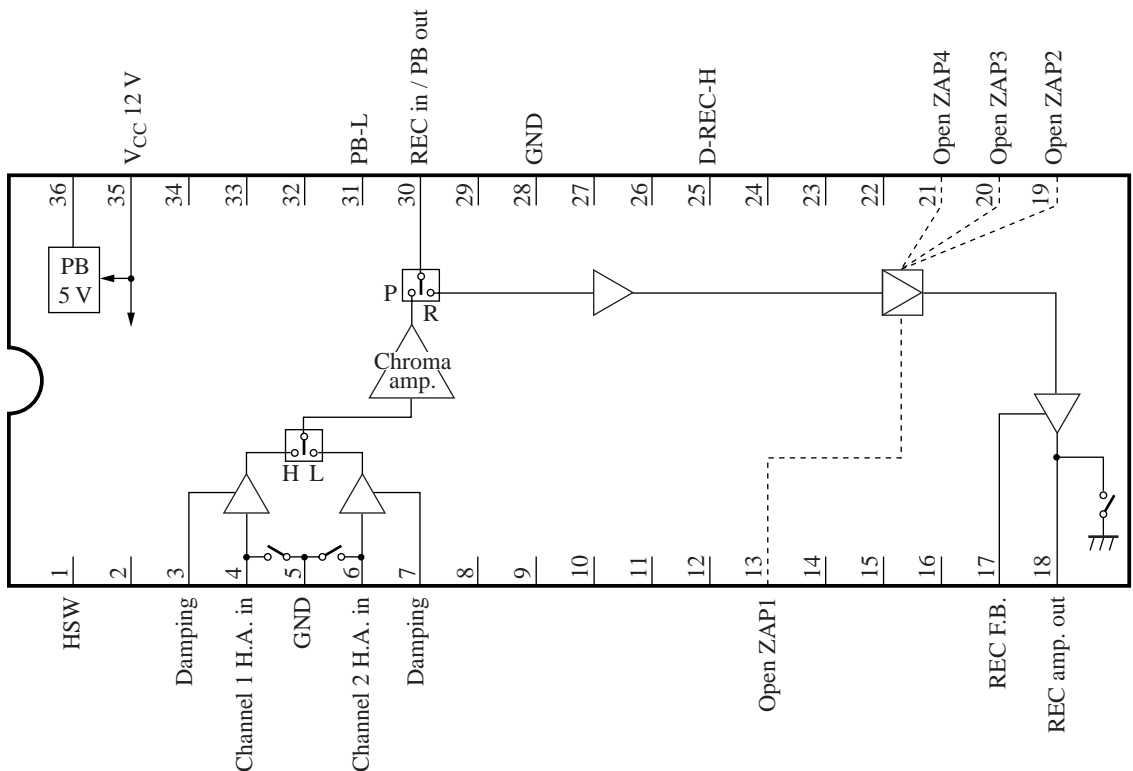 VCC 12 V
PB-L
REC in / PB out
GND
D-REC-H
Open ZAP4
Open ZAP3
Open ZAP2
36
35
34
33
32
31
30
29
28
27
26
25
24
23
22
21
20
19
PB
5 V
P
R
Chroma
amp.
H L
1
2
3
4
5
6
7
8
9
10
11
12
13
14
15
16
17
18
HSW
Damping
Channel 1 H.A. in
GND
Channel 2 H.A. in
Damping
Open ZAP1
REC F.B.
REC amp. out